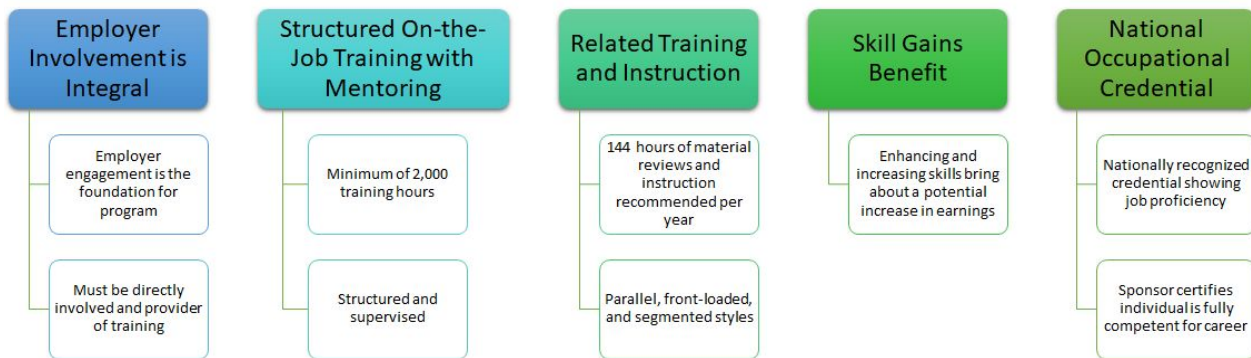 Employer
Involvement is
Integral
Employer
engagement is the
foundation for
program
Must be directly
involved and provider
of training
Structured On-the-
Job Training with
Mentoring
Minimum of 2,000
training hours
Structured and
supervised
Related Training
and Instruction
144 hours of material
reviews and
instruction
recommended per
year
Parallel, front-loaded,
and segmented styles
Skill Gains
Benefit
Enhancing and
increasing skills bring
about a potential
increase in earnings
National
Occupational
Credential
Nationally recognized
credential showing
job proficiency
Sponsor certifies
individual is fully
competent for career